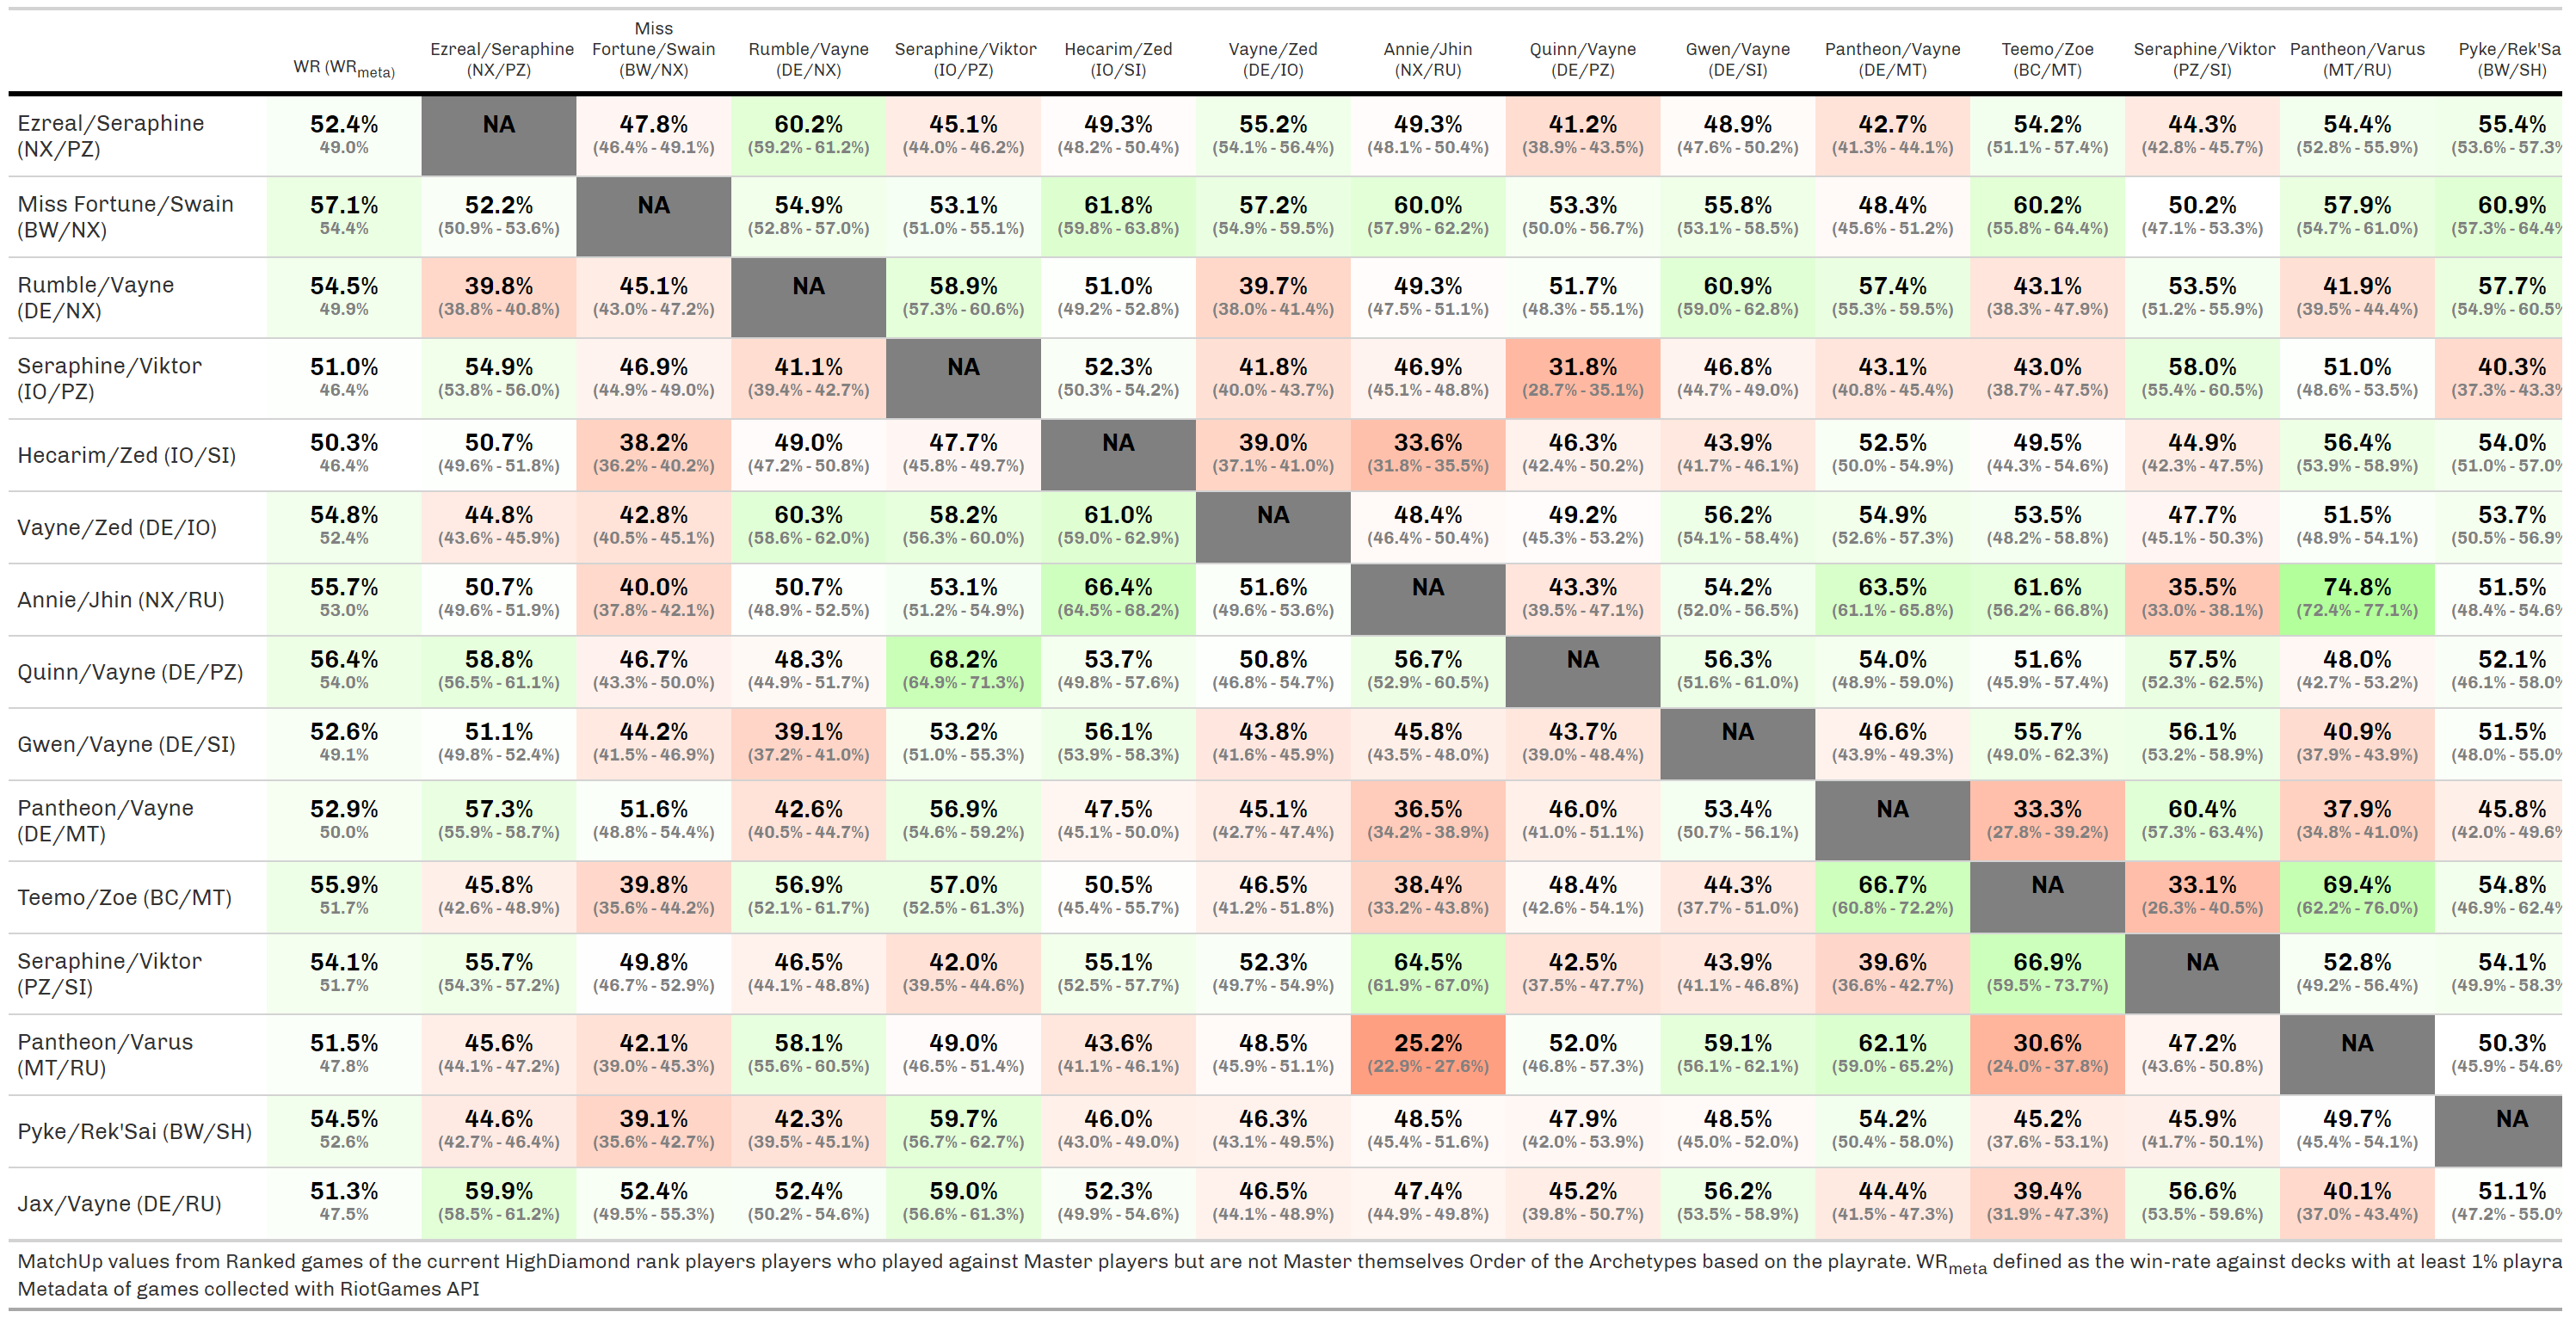 WR (WRmeta) Ezreal/Seraphine (NX/PZ) Miss Fortune/Swain (BW/NX) Rumble/Vayne (DE/NX) Seraphine/Viktor (IO/PZ) Hecarim/Zed (IO/SI) Vayne/Zed (DE/IO) Annie/Jhin (NX/RU) Quinn/Vayne (DE/PZ) Gwen/Vayne (DE/SI) Pantheon/Vayne (DE/MT) Teemo/Zoe (BC/MT) Seraphine/Viktor (PZ/SI) Pantheon/Varus (MT/RU) Pyke/Rek'Sa (BW/SH)
Ezreal/Seraphine 52.4% NA 47.8% 60.2% 45.1% 49.3% 55.2% 49.3% 41.2% 48.9% 42.7% 54.2% 44.3% 54.4% 55.4%
(NX/PZ) 49.0% (46.4% - 49.1%) (59.2% - 61.2%) (44.0% - 46.2%) (48.2% - 50.4%) (54.1% - 56.4%) (48.1% - 50.4%) (38.9% - 43.5%) (47.6% - 50.2%) (41.3% - 44.1%) (51.1% - 57.4%) (42.8% - 45.7%) (52.8% - 55.9%) (53.6% - 57.3%
Miss Fortune/Swain 57.1% 52.2% NA 54.9% 53.1% 61.8% 57.2% 60.0% 53.3% 55.8% 48.4% 60.2% 50.2% 57.9% 60.9%
(BW/NX) 54.4% (50.9% - 53.6%) (52.8% - 57.0%) (51.0% - 55.1%) (59.8% - 63.8%) (54.9% - 59.5%) (57.9% - 62.2%) (50.0% - 56.7%) (53.1% - 58.5%) (45.6% - 51.2%) (55.8% - 64.4%) (47.1% - 53.3%) (54.7% - 61.0%) (57.3% - 64.4%
Rumble/Vayne 54.5% 39.8% 45.1% NA 58.9% 51.0% 39.7% 49.3% 51.7% 60.9% 57.4% 43.1% 53.5% 41.9% 57.7%
(DE/NX) 49.9% (38.8% - 40.8%) (43.0% - 47.2%) (57.3% - 60.6%) (49.2% - 52.8%) (38.0% - 41.4%) (47.5% - 51.1%) (48.3% - 55.1%) (59.0% - 62.8%) (55.3% - 59.5%) (38.3% - 47.9%) (51.2% - 55.9%) (39.5% - 44.4%) (54.9% - 60.5%
Seraphine/Viktor 51.0% 54.9% 46.9% 41.1% NA 52.3% 41.8% 46.9% 31.8% 46.8% 43.1% 43.0% 58.0% 51.0% 40.3%
(IO/PZ) 46.4% (53.8% - 56.0%) (44.9% - 49.0%) (39.4% - 42.7%) (50.3% - 54.2%) (40.0% - 43.7%) (45.1% - 48.8%) (28.7% - 35.1%) (44.7% - 49.0%) (40.8% - 45.4%) (38.7% - 47.5%) (55.4% - 60.5%) (48.6% - 53.5%) (37.3% - 43.3%
Hecarim/Zed (IO/SI) 50.3% 50.7% 38.2% 49.0% 47.7% NA 39.0% 33.6% 46.3% 43.9% 52.5% 49.5% 44.9% 56.4% 54.0%
46.4% (49.6% - 51.8%) (36.2% - 40.2%) (47.2% - 50.8%) (45.8% - 49.7%) (37.1% - 41.0%) (31.8% - 35.5%) (42.4% - 50.2%) (41.7% - 46.1%) (50.0% - 54.9%) (44.3% - 54.6%) (42.3% - 47.5%) (53.9% - 58.9%) (51.0% - 57.0%
Vayne/Zed (DE/IO) 54.8% 44.8% 42.8% 60.3% 58.2% 61.0% NA 48.4% 49.2% 56.2% 54.9% 53.5% 47.7% 51.5% 53.7%
52.4% (43.6% - 45.9%) (40.5% - 45.1%) (58.6% - 62.0%) (56.3% - 60.0%) (59.0% - 62.9%) (46.4% - 50.4%) (45.3% - 53.2%) (54.1% - 58.4%) (52.6% - 57.3%) (48.2% - 58.8%) (45.1% - 50.3%) (48.9% - 54.1%) (50.5% - 56.9%
Annie/Jhin (NX/RU) 55.7% 50.7% 40.0% 50.7% 53.1% 66.4% 51.6% NA 43.3% 54.2% 63.5% 61.6% 35.5% 74.8% 51.5%
53.0% (49.6% - 51.9%) (37.8% - 42.1%) (48.9% - 52.5%) (51.2% - 54.9%) (64.5% - 68.2%) (49.6% - 53.6%) (39.5% - 47.1%) (52.0% - 56.5%) (61.1% - 65.8%) (56.2% - 66.8%) (33.0% - 38.1%) (72.4% - 77.1%) (48.4% - 54.6%
Quinn/Vayne (DE/PZ) 56.4% 58.8% 46.7% 48.3% 68.2% 53.7% 50.8% 56.7% NA 56.3% 54.0% 51.6% 57.5% 48.0% 52.1%
54.0% (56.5% - 61.1%) (43.3% - 50.0%) (44.9% - 51.7%) (64.9% - 71.3%) (49.8% - 57.6%) (46.8% - 54.7%) (52.9% - 60.5%) (51.6% - 61.0%) (48.9% - 59.0%) (45.9% - 57.4%) (52.3% - 62.5%) (42.7% - 53.2%) (46.1% - 58.0%
Gwen/Vayne (DE/SI) 52.6% 51.1% 44.2% 39.1% 53.2% 56.1% 43.8% 45.8% 43.7% NA 46.6% 55.7% 56.1% 40.9% 51.5%
49.1% (49.8% - 52.4%) (41.5% - 46.9%) (37.2% - 41.0%) (51.0% - 55.3%) (53.9% - 58.3%) (41.6% - 45.9%) (43.5% - 48.0%) (39.0% - 48.4%) (43.9% - 49.3%) (49.0% - 62.3%) (53.2% - 58.9%) (37.9% - 43.9%) (48.0% - 55.0%
Pantheon/Vayne 52.9% 57.3% 51.6% 42.6% 56.9% 47.5% 45.1% 36.5% 46.0% 53.4% NA 33.3% 60.4% 37.9% 45.8%
(DE/MT) 50.0% (55.9% - 58.7%) (48.8% - 54.4%) (40.5% - 44.7%) (54.6% - 59.2%) (45.1% - 50.0%) (42.7% - 47.4%) (34.2% - 38.9%) (41.0% - 51.1%) (50.7% - 56.1%) (27.8% - 39.2%) (57.3% - 63.4%) (34.8% - 41.0%) (42.0% - 49.6%
Teemo/Zoe (BC/MT) 55.9% 45.8% 39.8% 56.9% 57.0% 50.5% 46.5% 38.4% 48.4% 44.3% 66.7% NA 33.1% 69.4% 54.8%
51.7% (42.6% - 48.9%) (35.6% - 44.2%) (52.1% - 61.7%) (52.5% - 61.3%) (45.4% - 55.7%) (41.2% - 51.8%) (33.2% - 43.8%) (42.6% - 54.1%) (37.7% - 51.0%) (60.8% - 72.2%) (26.3% - 40.5%) (62.2% - 76.0%) (46.9% - 62.4%
Seraphine/Viktor 54.1% 55.7% 49.8% 46.5% 42.0% 55.1% 52.3% 64.5% 42.5% 43.9% 39.6% 66.9% NA 52.8% 54.1%
(PZ/SI) 51.7% (54.3% - 57.2%) (46.7% - 52.9%) (44.1% - 48.8%) (39.5% - 44.6%) (52.5% - 57.7%) (49.7% - 54.9%) (61.9% - 67.0%) (37.5% - 47.7%) (41.1% - 46.8%) (36.6% - 42.7%) (59.5% - 73.7%) (49.2% - 56.4%) (49.9% - 58.3%
Pantheon/Varus 51.5% 45.6% 42.1% 58.1% 49.0% 43.6% 48.5% 25.2% 52.0% 59.1% 62.1% 30.6% 47.2% NA 50.3%
(MT/RU) 47.8% (44.1% - 47.2%) (39.0% - 45.3%) (55.6% - 60.5%) (46.5% - 51.4%) (41.1% - 46.1%) (45.9% - 51.1%) (22.9% - 27.6%) (46.8% - 57.3%) (56.1% - 62.1%) (59.0% - 65.2%) (24.0% - 37.8%) (43.6% - 50.8%) (45.9% - 54.6%
Pyke/Rek'Sai (BW/SH) 54.5% 44.6% 39.1% 42.3% 59.7% 46.0% 46.3% 48.5% 47.9% 48.5% 54.2% 45.2% 45.9% 49.7% NA
52.6% (42.7% - 46.4%) (35.6% - 42.7%) (39.5% - 45.1%) (56.7% - 62.7%) (43.0% - 49.0%) (43.1% - 49.5%) (45.4% - 51.6%) (42.0% - 53.9%) (45.0% - 52.0%) (50.4% - 58.0%) (37.6% - 53.1%) (41.7% - 50.1%) (45.4% - 54.1%)
Jax/Vayne (DE/RU) 51.3% 59.9% 52.4% 52.4% 59.0% 52.3% 46.5% 47.4% 45.2% 56.2% 44.4% 39.4% 56.6% 40.1% 51.1%
47.5% (58.5% - 61.2%) (49.5% - 55.3%) (50.2% - 54.6%) (56.6% - 61.3%) (49.9% - 54.6%) (44.1% - 48.9%) (44.9% - 49.8%) (39.8% - 50.7%) (53.5% - 58.9%) (41.5% - 47.3%) (31.9% - 47.3%) (53.5% - 59.6%) (37.0% - 43.4%) (47.2% - 55.0%
MatchUp values from Ranked games of the current HighDiamond rank players players who played against Master players but are not Master themselves Order of the Archetypes based on the playrate. WRmeta defined as the win-rate against decks with at least 1% playra
Metadata of games collected with RiotGames API